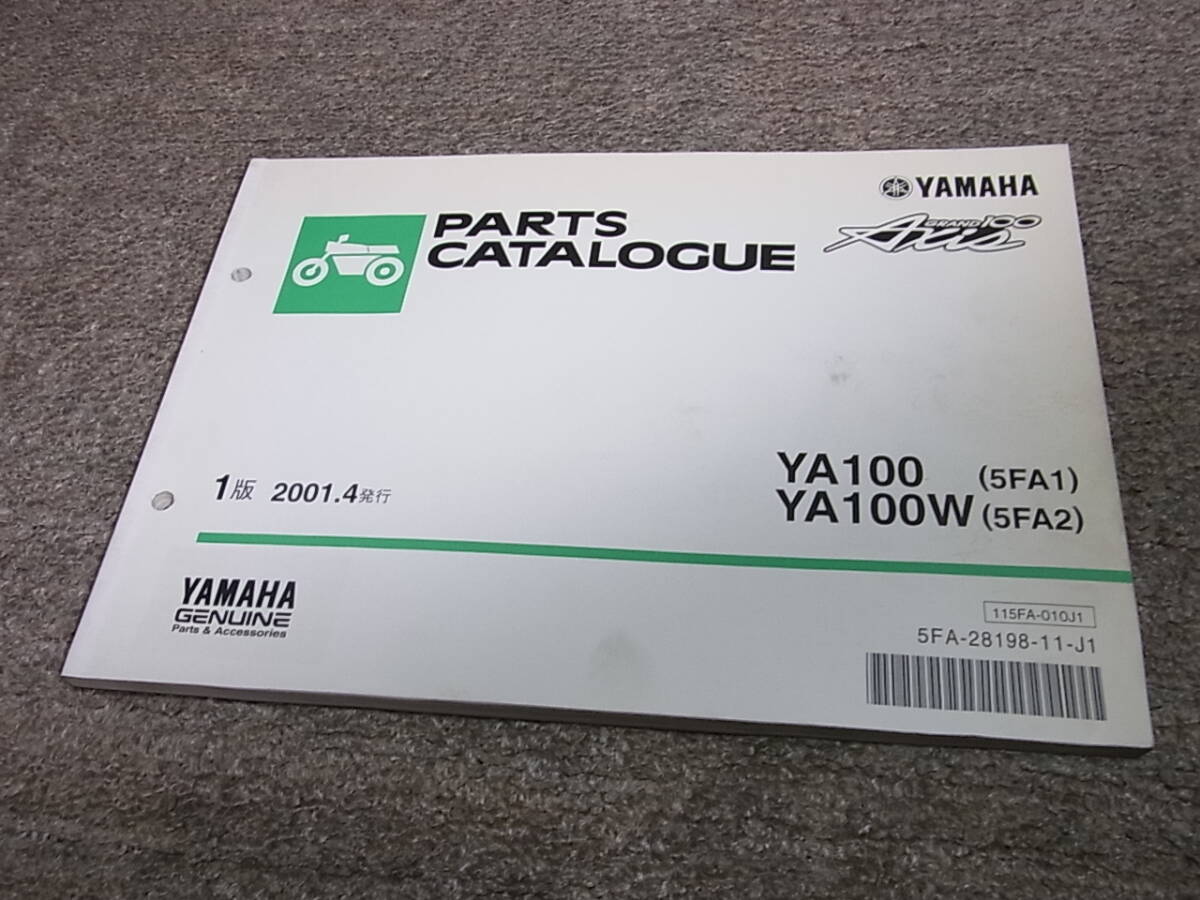 YAMAHA
GRAND Axis 100
PARTS
CATALOGUE
1版 2001.4発行
YA100 (5FA1)
YA100W (5FA2)
YAMAHA
GENUINE
Parts & Accessories
115FA-010J1
5FA-28198-11-J1